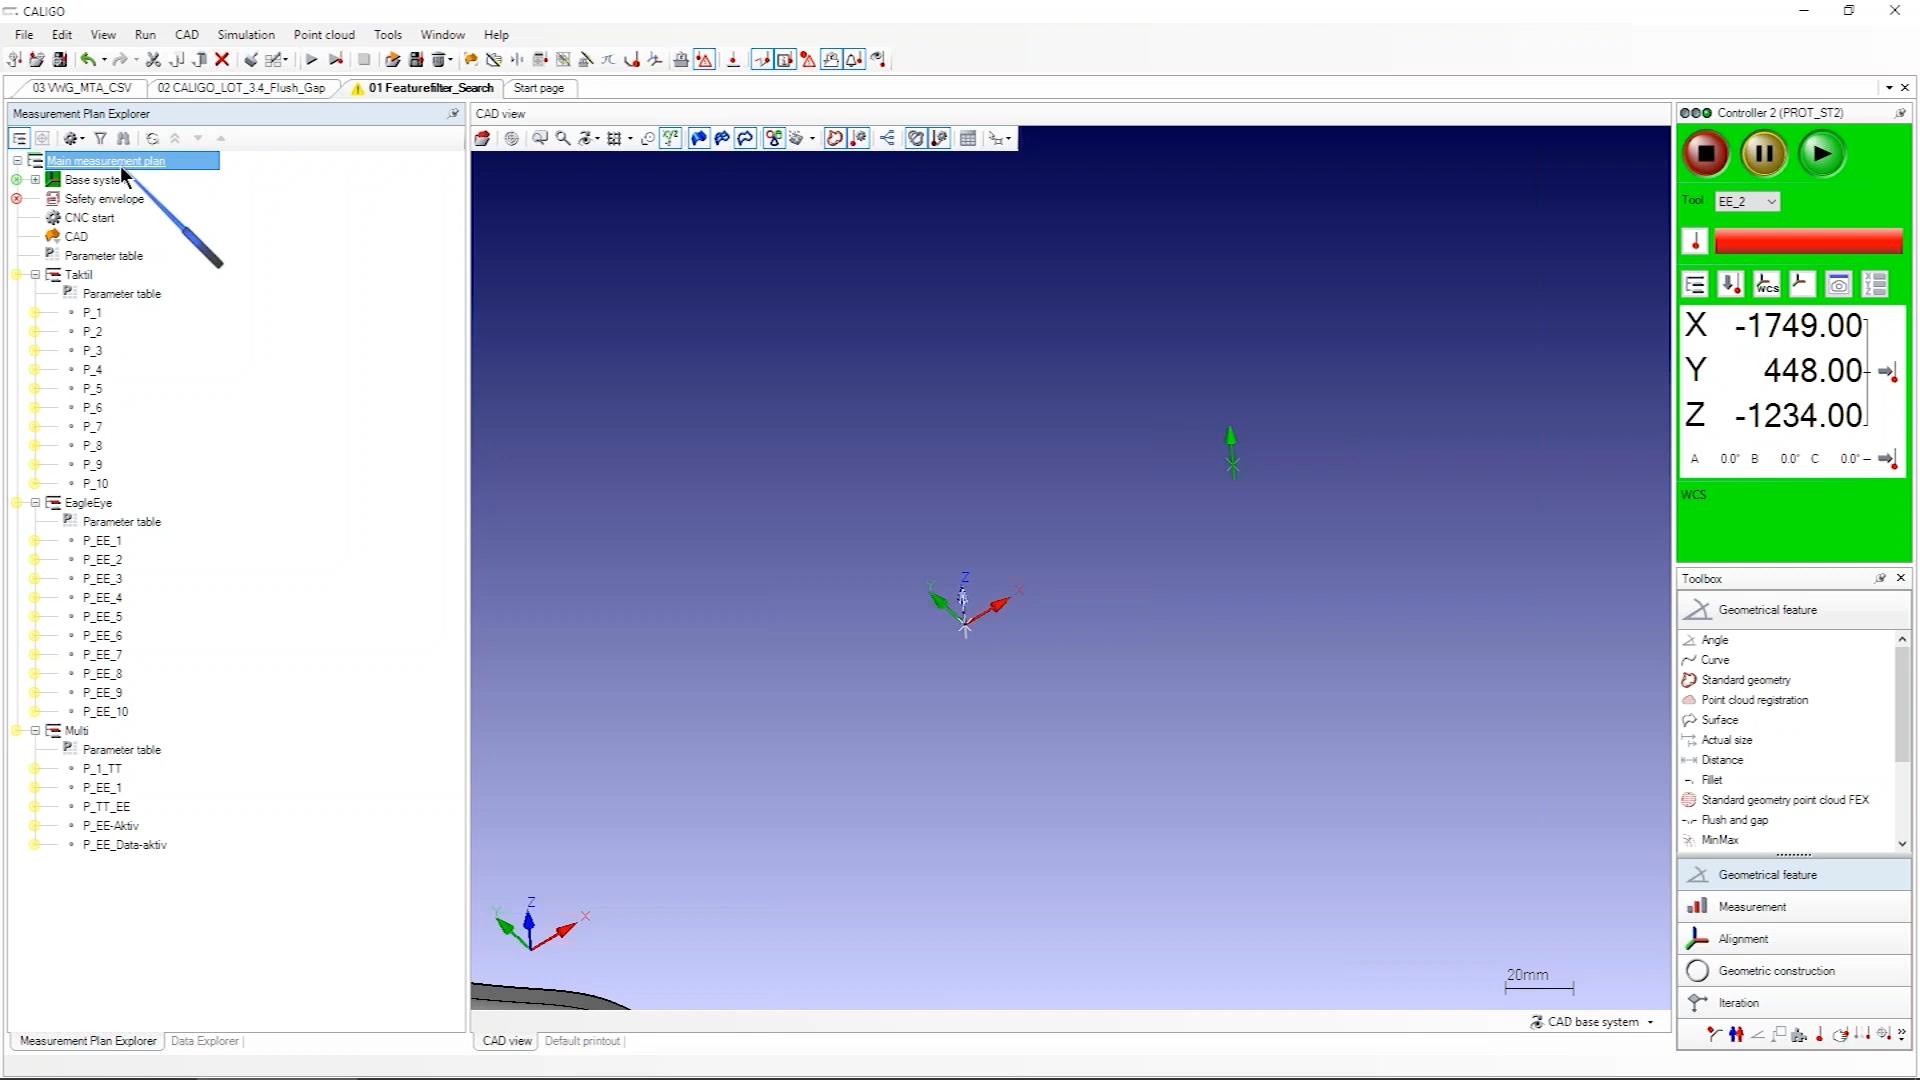 CALIGO
File Edit View Run CAD Simulation Point cloud Tools Window Help
03 VWG_MTA_CSV 02 CALIGO_LOT_3.4_Flush_Gap 01 Featurefilter_Search Start page
Measurement Plan Explorer
Main measurement plan
Base system
Safety envelope
CNC start
CAD
Parameter table
Taktil
Parameter table
P_1
P_2
P_3
P_4
P_5
P_6
P_7
P_8
P_9
P_10
EagleEye
Parameter table
P_EE_1
P_EE_2
P_EE_3
P_EE_4
P_EE_5
P_EE_6
P_EE_7
P_EE_8
P_EE_9
P_EE_10
Multi
Parameter table
P_1_TT
P_EE_1
P_TT_EE
P_EE-Aktiv
P_EE_Data-aktiv
Measurement Plan Explorer Data Explorer
CAD view
xyz
Y Z X
Y Z X
20mm
CAD base system
CAD view Default printout
Controller 2 (PROT_ST2)
Tool EE_2
WCS
X -1749.00
Y 448.00
Z -1234.00
A 0.0° B 0.0° C 0.0°
WCS
Toolbox
Geometrical feature
Angle
Curve
Standard geometry
Point cloud registration
Surface
Actual size
Distance
Fillet
Standard geometry point cloud FEX
Flush and gap
MinMax
Geometrical feature
Measurement
Alignment
Geometric construction
Iteration